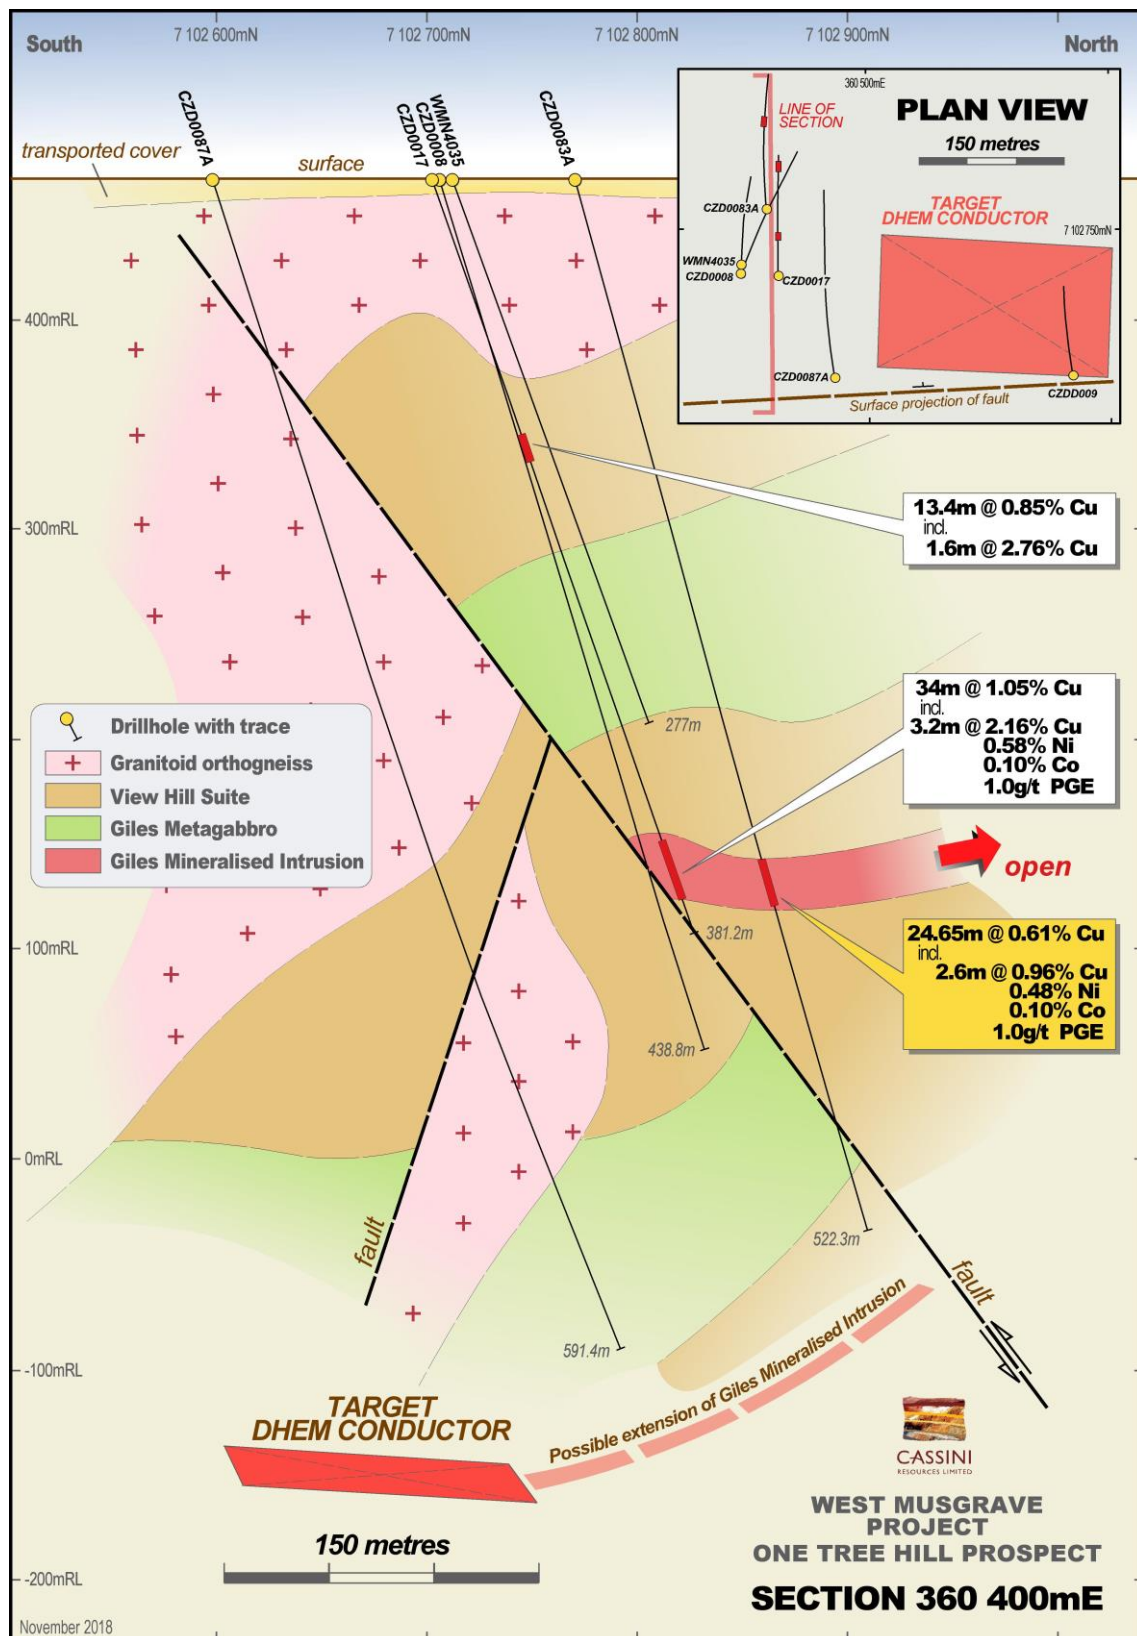 7 102 600mN
7 102 700mN
7 102 800mN
7 102 900mN
South
North
CZD0087A
CZD0017
CZD0008
WMN4035
CZD0083A
transported cover
surface
360 500mE
PLAN VIEW
LINE OF
SECTION
150 metres
TARGET
DHEM CONDUCTOR
7 102 750mN
CZD0083A
WMN4035
CZD0008
CZD0017
CZD0087A
CZDD009
Surface projection of fault
400mRL
300mRL
100mRL
0mRL
-100mRL
-200mRL
13.4m @ 0.85% Cu
incl.
1.6m @ 2.76% Cu
34m @ 1.05% Cu
incl.
3.2m @ 2.16% Cu
0.58% Ni
0.10% Co
1.0g/t PGE
277m
Drillhole with trace
Granitoid orthogneiss
View Hill Suite
Giles Metagabbro
Giles Mineralised Intrusion
open
24.65m @ 0.61% Cu
incl.
2.6m @ 0.96% Cu
0.48% Ni
0.10% Co
1.0g/t PGE
381.2m
438.8m
522.3m
591.4m
fault
fault
Possible extension of Giles Mineralised Intrusion
TARGET
DHEM CONDUCTOR
150 metres
CASSINI
RESOURCES LIMITED
WEST MUSGRAVE
PROJECT
ONE TREE HILL PROSPECT
SECTION 360 400mE
November 2018